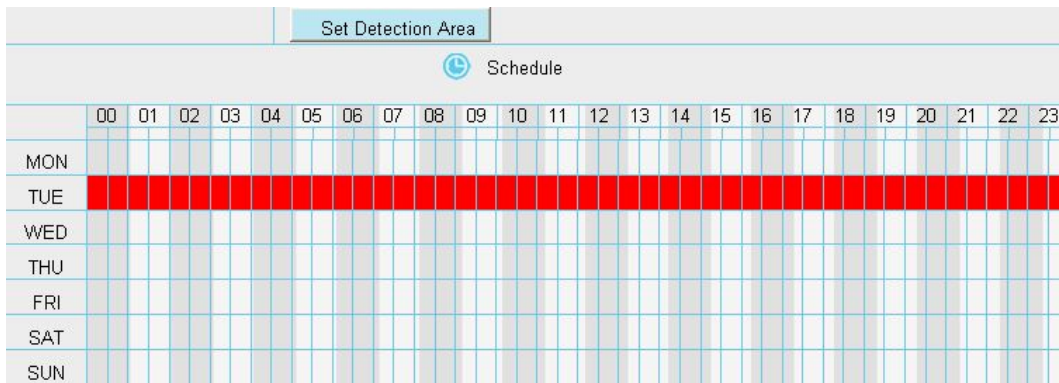 Set Detection Area
Schedule
00 01 02 03 04 05 06 07 08 09 10 11 12 13 14 15 16 17 18 19 20 21 22 23
MON
TUE
WED
THU
FRI
SAT
SUN